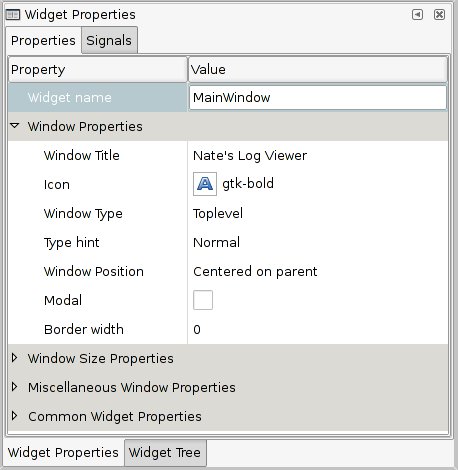 Widget Properties
Properties Signals
Property Value
Widget name MainWindow
Window Properties
Window Title Nate's Log Viewer
Icon gtk-bold
Window Type Toplevel
Type hint Normal
Window Position Centered on parent
Modal
Border width 0
Window Size Properties
Miscellaneous Window Properties
Common Widget Properties
Widget Properties Widget Tree